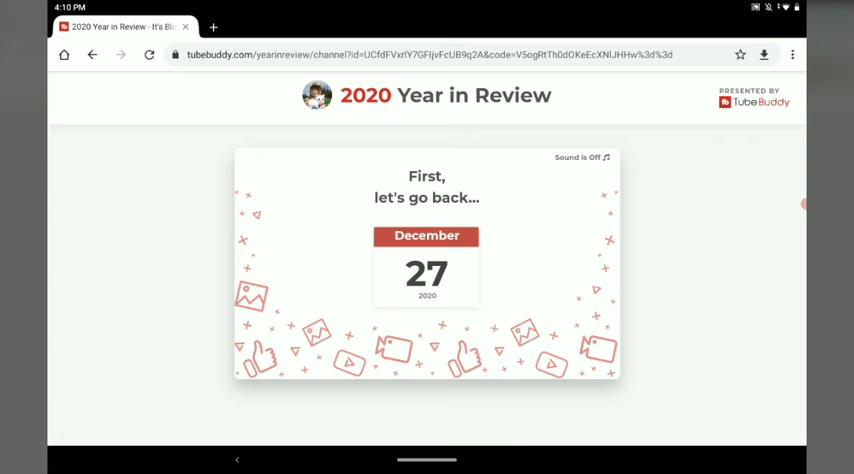 4:10 PM
2020 Year in Review - It's Blo
tubebuddy.com/yearinreview/channel?id=UCfdFVxrlY7GFIjvFcUB9q2A&code=V5ogRtTh0dOKeEcXNlJHHw%3d%3d
2020 Year in Review
PRESENTED BY
TubeBuddy
Sound is Off
First,
let's go back...
December
27
2020